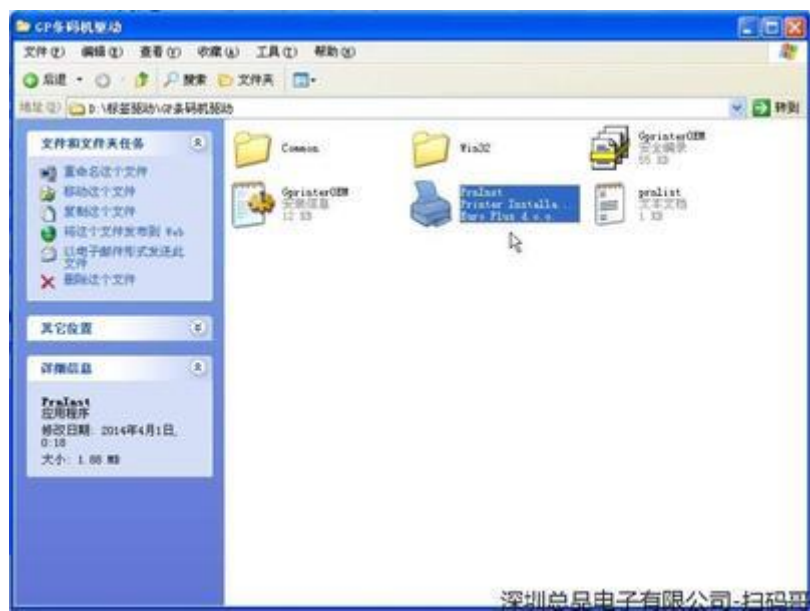 GP条码机驱动
文件(F) 编辑(E) 查看(V) 收藏(A) 工具(T) 帮助(H)
后退 搜索 文件夹
地址(D) D:\标签驱动\GP条码机驱动 转到
文件和文件夹任务
重命名这个文件
移动这个文件
复制这个文件
将这个文件发布到 Web
以电子邮件形式发送此
文件
删除这个文件
其它位置
详细信息
PrnInst
应用程序
修改日期: 2014年4月1日,
0:18
大小: 1.88 MB
Common
Win32
GprinterOEM
安全编录
55 KB
GprinterOEM
安装信息
12 KB
PrnInst
Printer Installa...
Euro Plus d.o.o.
prnlist
文本文档
1 KB
深圳总品电子有限公司-扫码哥